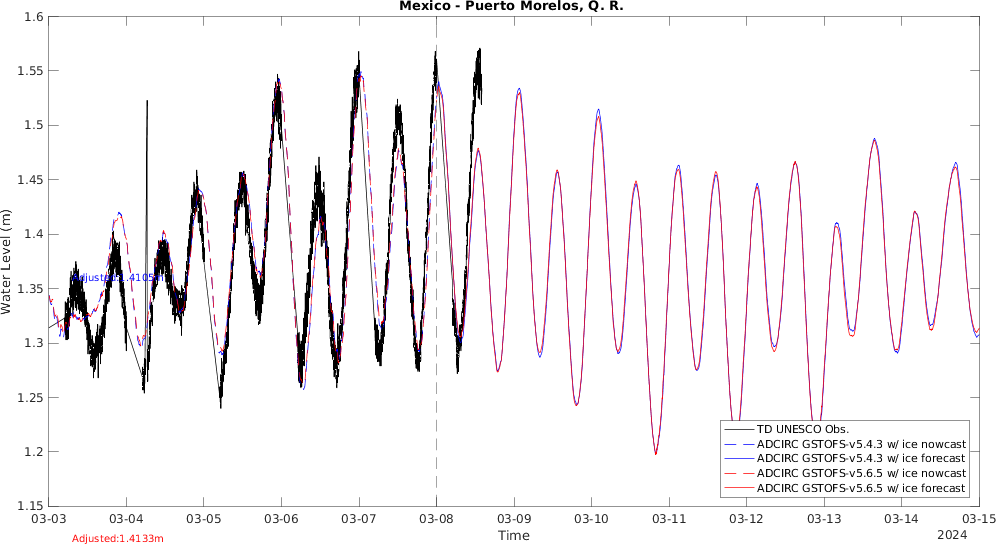 Mexico - Puerto Morelos, Q. R.
Water Level (m)
1.6
1.55
1.5
1.45
1.4
1.35
1.3
1.25
1.2
1.15
Adjusted:1.4105m
TD UNESCO Obs.
ADCIRC GSTOFS-v5.4.3 w/ ice nowcast
ADCIRC GSTOFS-v5.4.3 w/ ice forecast
ADCIRC GSTOFS-v5.6.5 w/ ice nowcast
ADCIRC GSTOFS-v5.6.5 w/ ice forecast
03-03 03-04 03-05 03-06 03-07 03-08 03-09 03-10 03-11 03-12 03-13 03-14 03-15
Time
2024
Adjusted:1.4133m